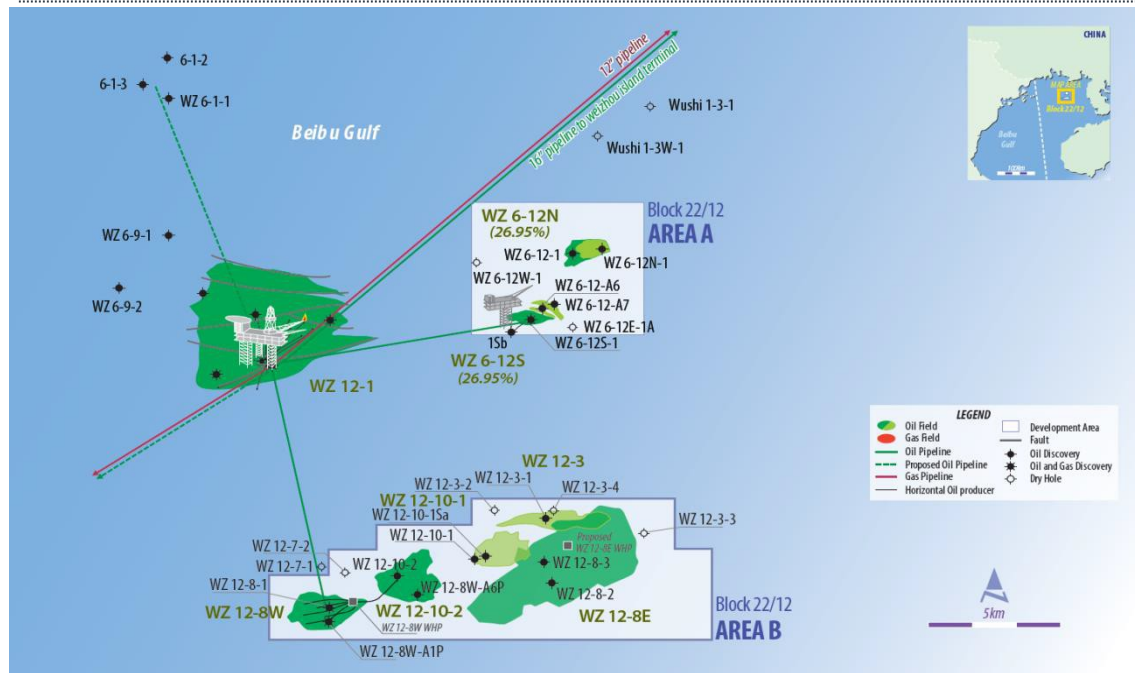 6-1-2
6-1-3
WZ 6-1-1
Beibu Gulf
12" pipeline
16" pipeline to weizhou island terminal
Wushi 1-3-1
Wushi 1-3W-1
CHINA
MAP AREA
Block 22/12
Beibu
Gulf
WZ 6-9-1
WZ 6-9-2
WZ 12-1
Block 22/12
AREA A
WZ 6-12N
(26.95%)
WZ 6-12-1
WZ 6-12N-1
WZ 6-12W-1
WZ 6-12-A6
WZ 6-12-A7
WZ 6-12E-1A
1Sb
WZ 6-12S-1
WZ 6-12S
(26.95%)
LEGEND
Oil Field
Gas Field
Oil Pipeline
Proposed Oil Pipeline
Gas Pipeline
Horizontal Oil producer
Development Area
Fault
Oil Discovery
Oil and Gas Discovery
Dry Hole
WZ 12-3
WZ 12-3-1
WZ 12-3-2
WZ 12-3-4
WZ 12-10-1
WZ 12-10-1Sa
WZ 12-10-1
WZ 12-3-3
Proposed
WZ 12-8E WHP
WZ 12-7-2
WZ 12-7-1
WZ 12-10-2
WZ 12-8-3
WZ 12-8-1
WZ 12-8W-A6P
WZ 12-8-2
WZ 12-8W
WZ 12-10-2
WZ 12-8E
WZ 12-8W WHP
WZ 12-8W-A1P
Block 22/12
AREA B
5km